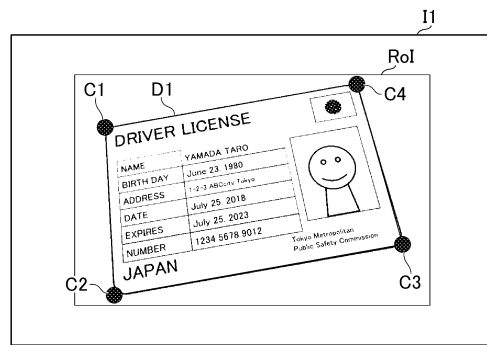 I1
RoI
C1
D1
C4
DRIVER LICENSE
NAME YAMADA TARO
BIRTH DAY June 23. 1980
ADDRESS 1-2-3 ABCcity Tokyo
DATE July 25. 2018
EXPIRES July 25. 2023
NUMBER 1234 5678 9012
Tokyo Metropolitan
Public Safety Commission
JAPAN
C2
C3